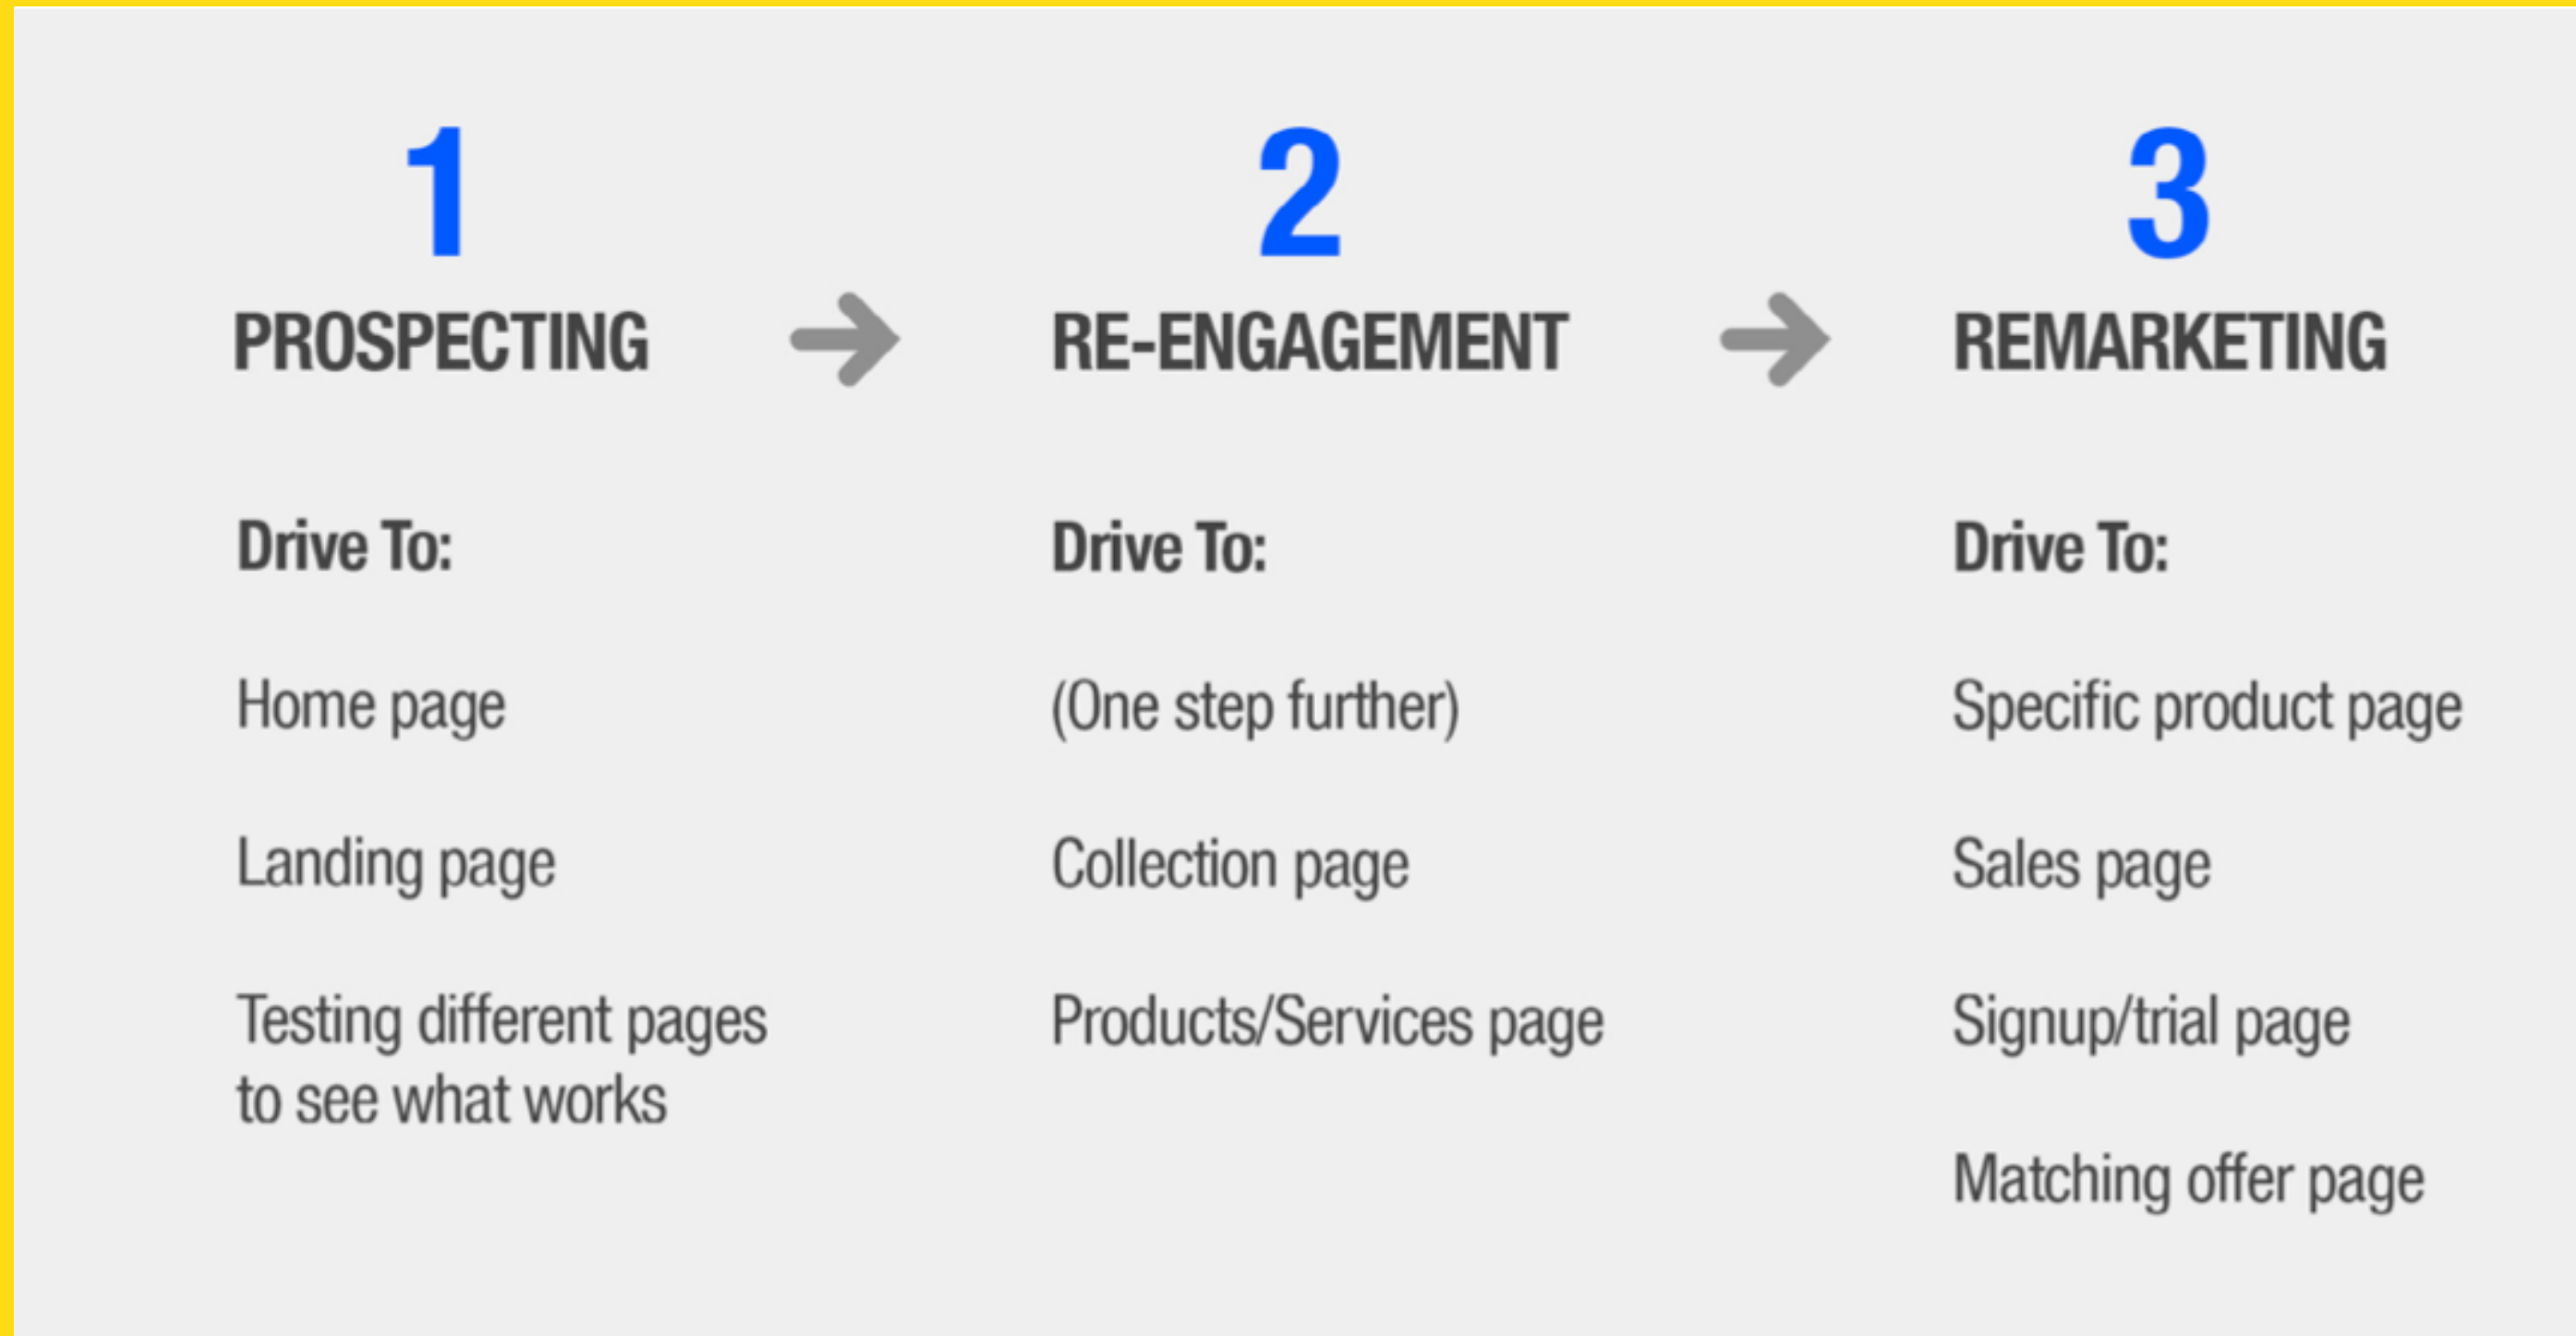 1
PROSPECTING
Drive To:
Home page
Landing page
Testing different pages
to see what works
2
RE-ENGAGEMENT
Drive To:
(One step further)
Collection page
Products/Services page
3
REMARKETING
Drive To:
Specific product page
Sales page
Signup/trial page
Matching offer page